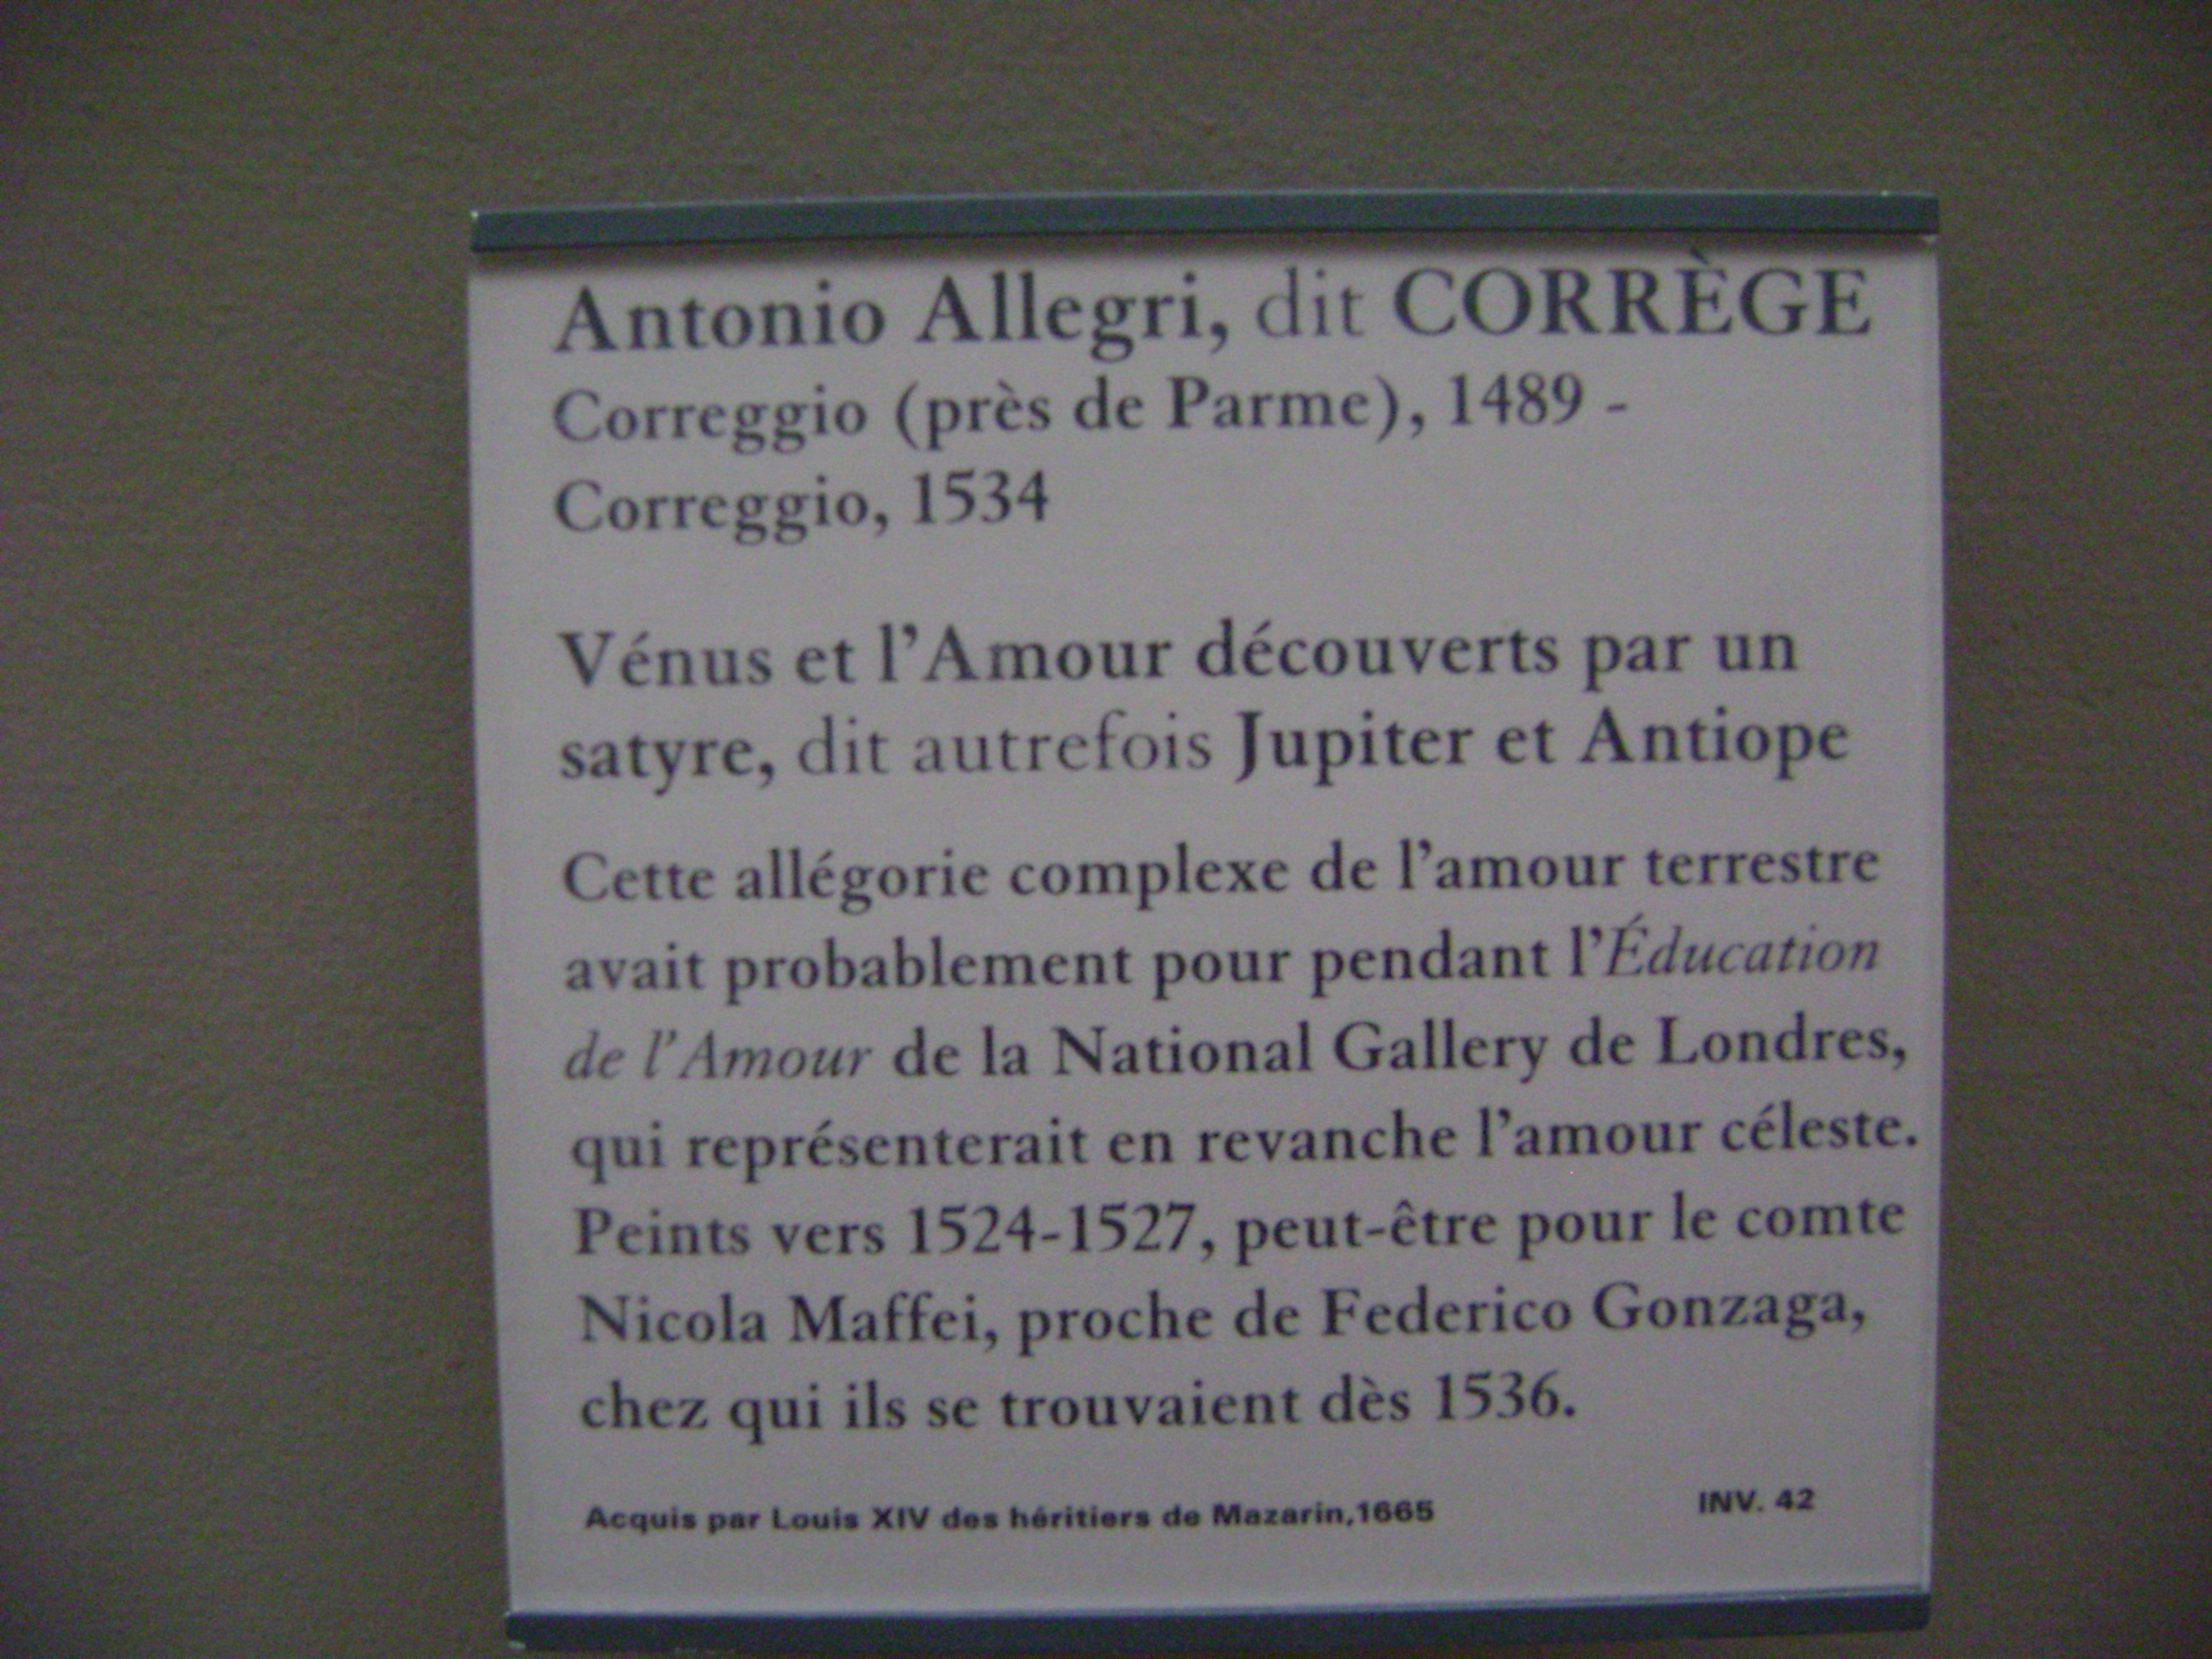 Antonio Allegri, dit CORRÈGE
Correggio (près de Parme), 1489 -
Correggio, 1534
Vénus et l’Amour découverts par un
satyre, dit autrefois Jupiter et Antiope
Cette allégorie complexe de l’amour terrestre
avait probablement pour pendant l’Éducation
de l’Amour de la National Gallery de Londres,
qui représenterait en revanche l’amour céleste.
Peints vers 1524-1527, peut-être pour le comte
Nicola Maffei, proche de Federico Gonzaga,
chez qui ils se trouvaient dès 1536.
Acquis par Louis XIV des héritiers de Mazarin,1665 INV. 42